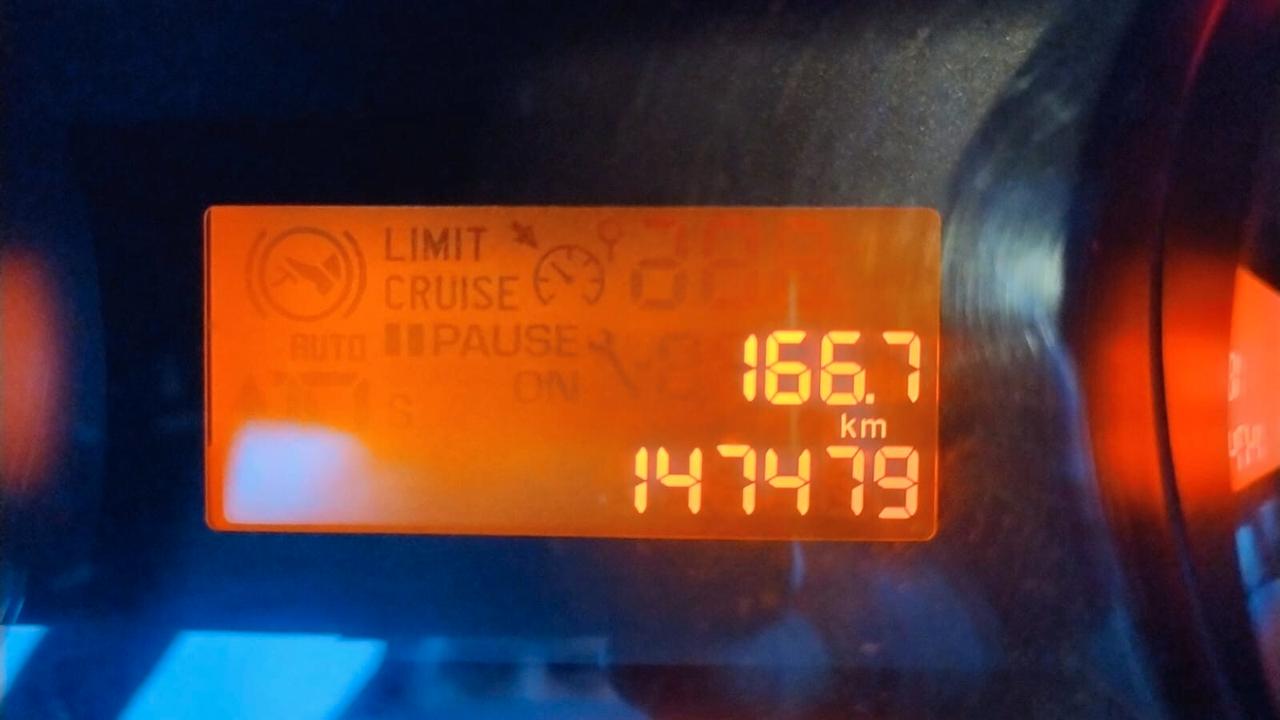 LIMIT
CRUISE
PAUSE
AUTO
ON
166.7
km
147479